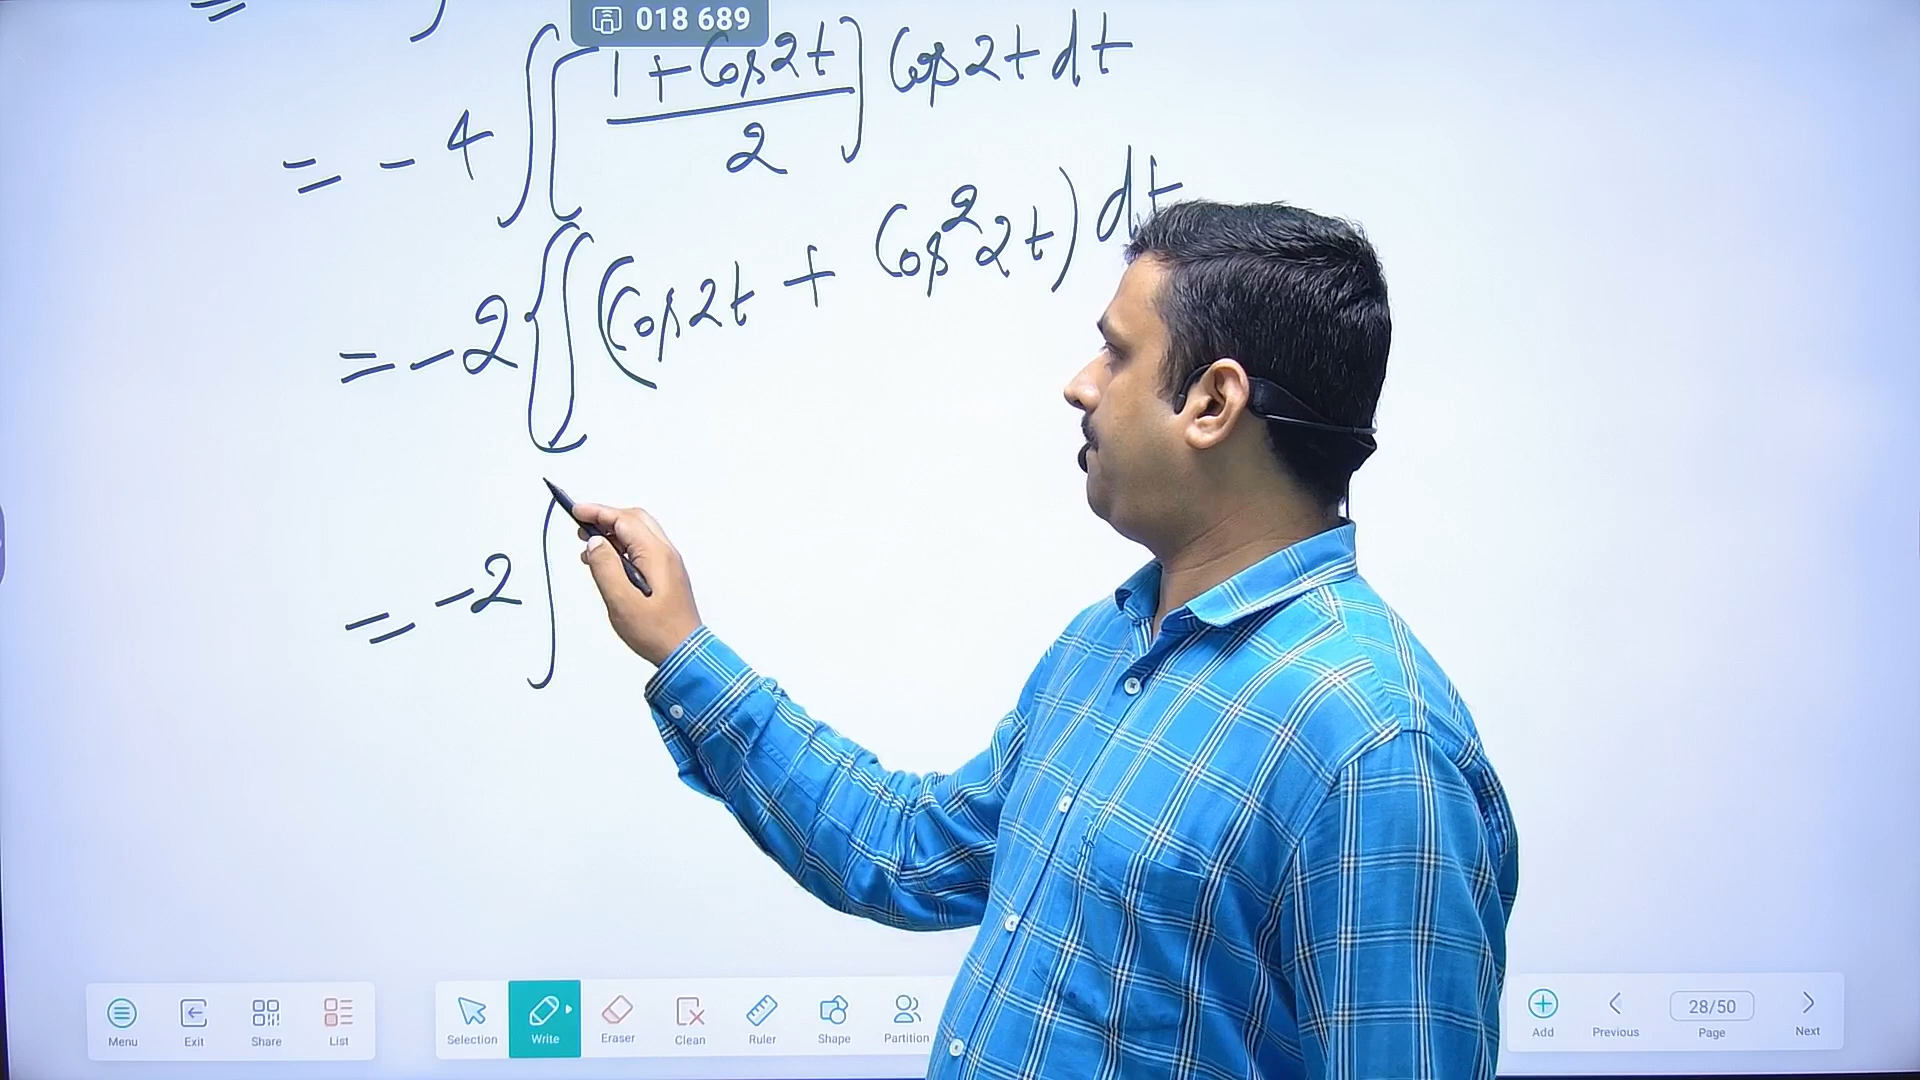 018 689
= - 4 ∫ [ (1 + Cos2t) / 2 ] Cos2t dt
= - 2 { ∫ (Cos2t + Cos²2t) dt
= -2 ∫
Menu Exit Share List Selection Write Eraser Clean Ruler Shape Partition Add Previous 28/50 Page Next